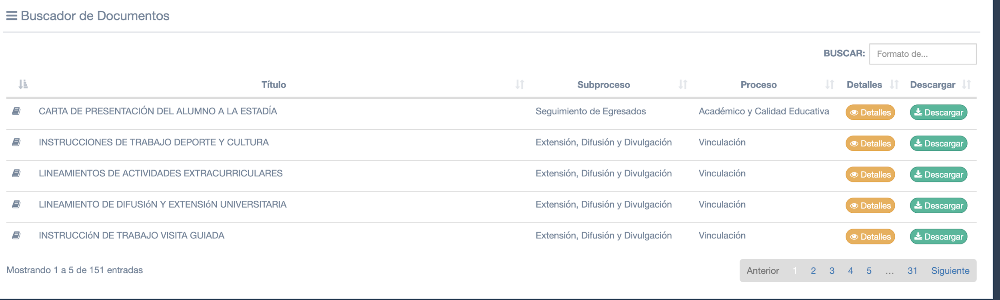 Buscador de Documentos
BUSCAR: Formato de...
Título Subproceso Proceso Detalles Descargar
CARTA DE PRESENTACIÓN DEL ALUMNO A LA ESTADÍA Seguimiento de Egresados Académico y Calidad Educativa Detalles Descargar
INSTRUCCIONES DE TRABAJO DEPORTE Y CULTURA Extensión, Difusión y Divulgación Vinculación Detalles Descargar
LINEAMIENTOS DE ACTIVIDADES EXTRACURRICULARES Extensión, Difusión y Divulgación Vinculación Detalles Descargar
LINEAMIENTO DE DIFUSIóN Y EXTENSIóN UNIVERSITARIA Extensión, Difusión y Divulgación Vinculación Detalles Descargar
INSTRUCCIóN DE TRABAJO VISITA GUIADA Extensión, Difusión y Divulgación Vinculación Detalles Descargar
Mostrando 1 a 5 de 151 entradas Anterior 1 2 3 4 5 ... 31 Siguiente